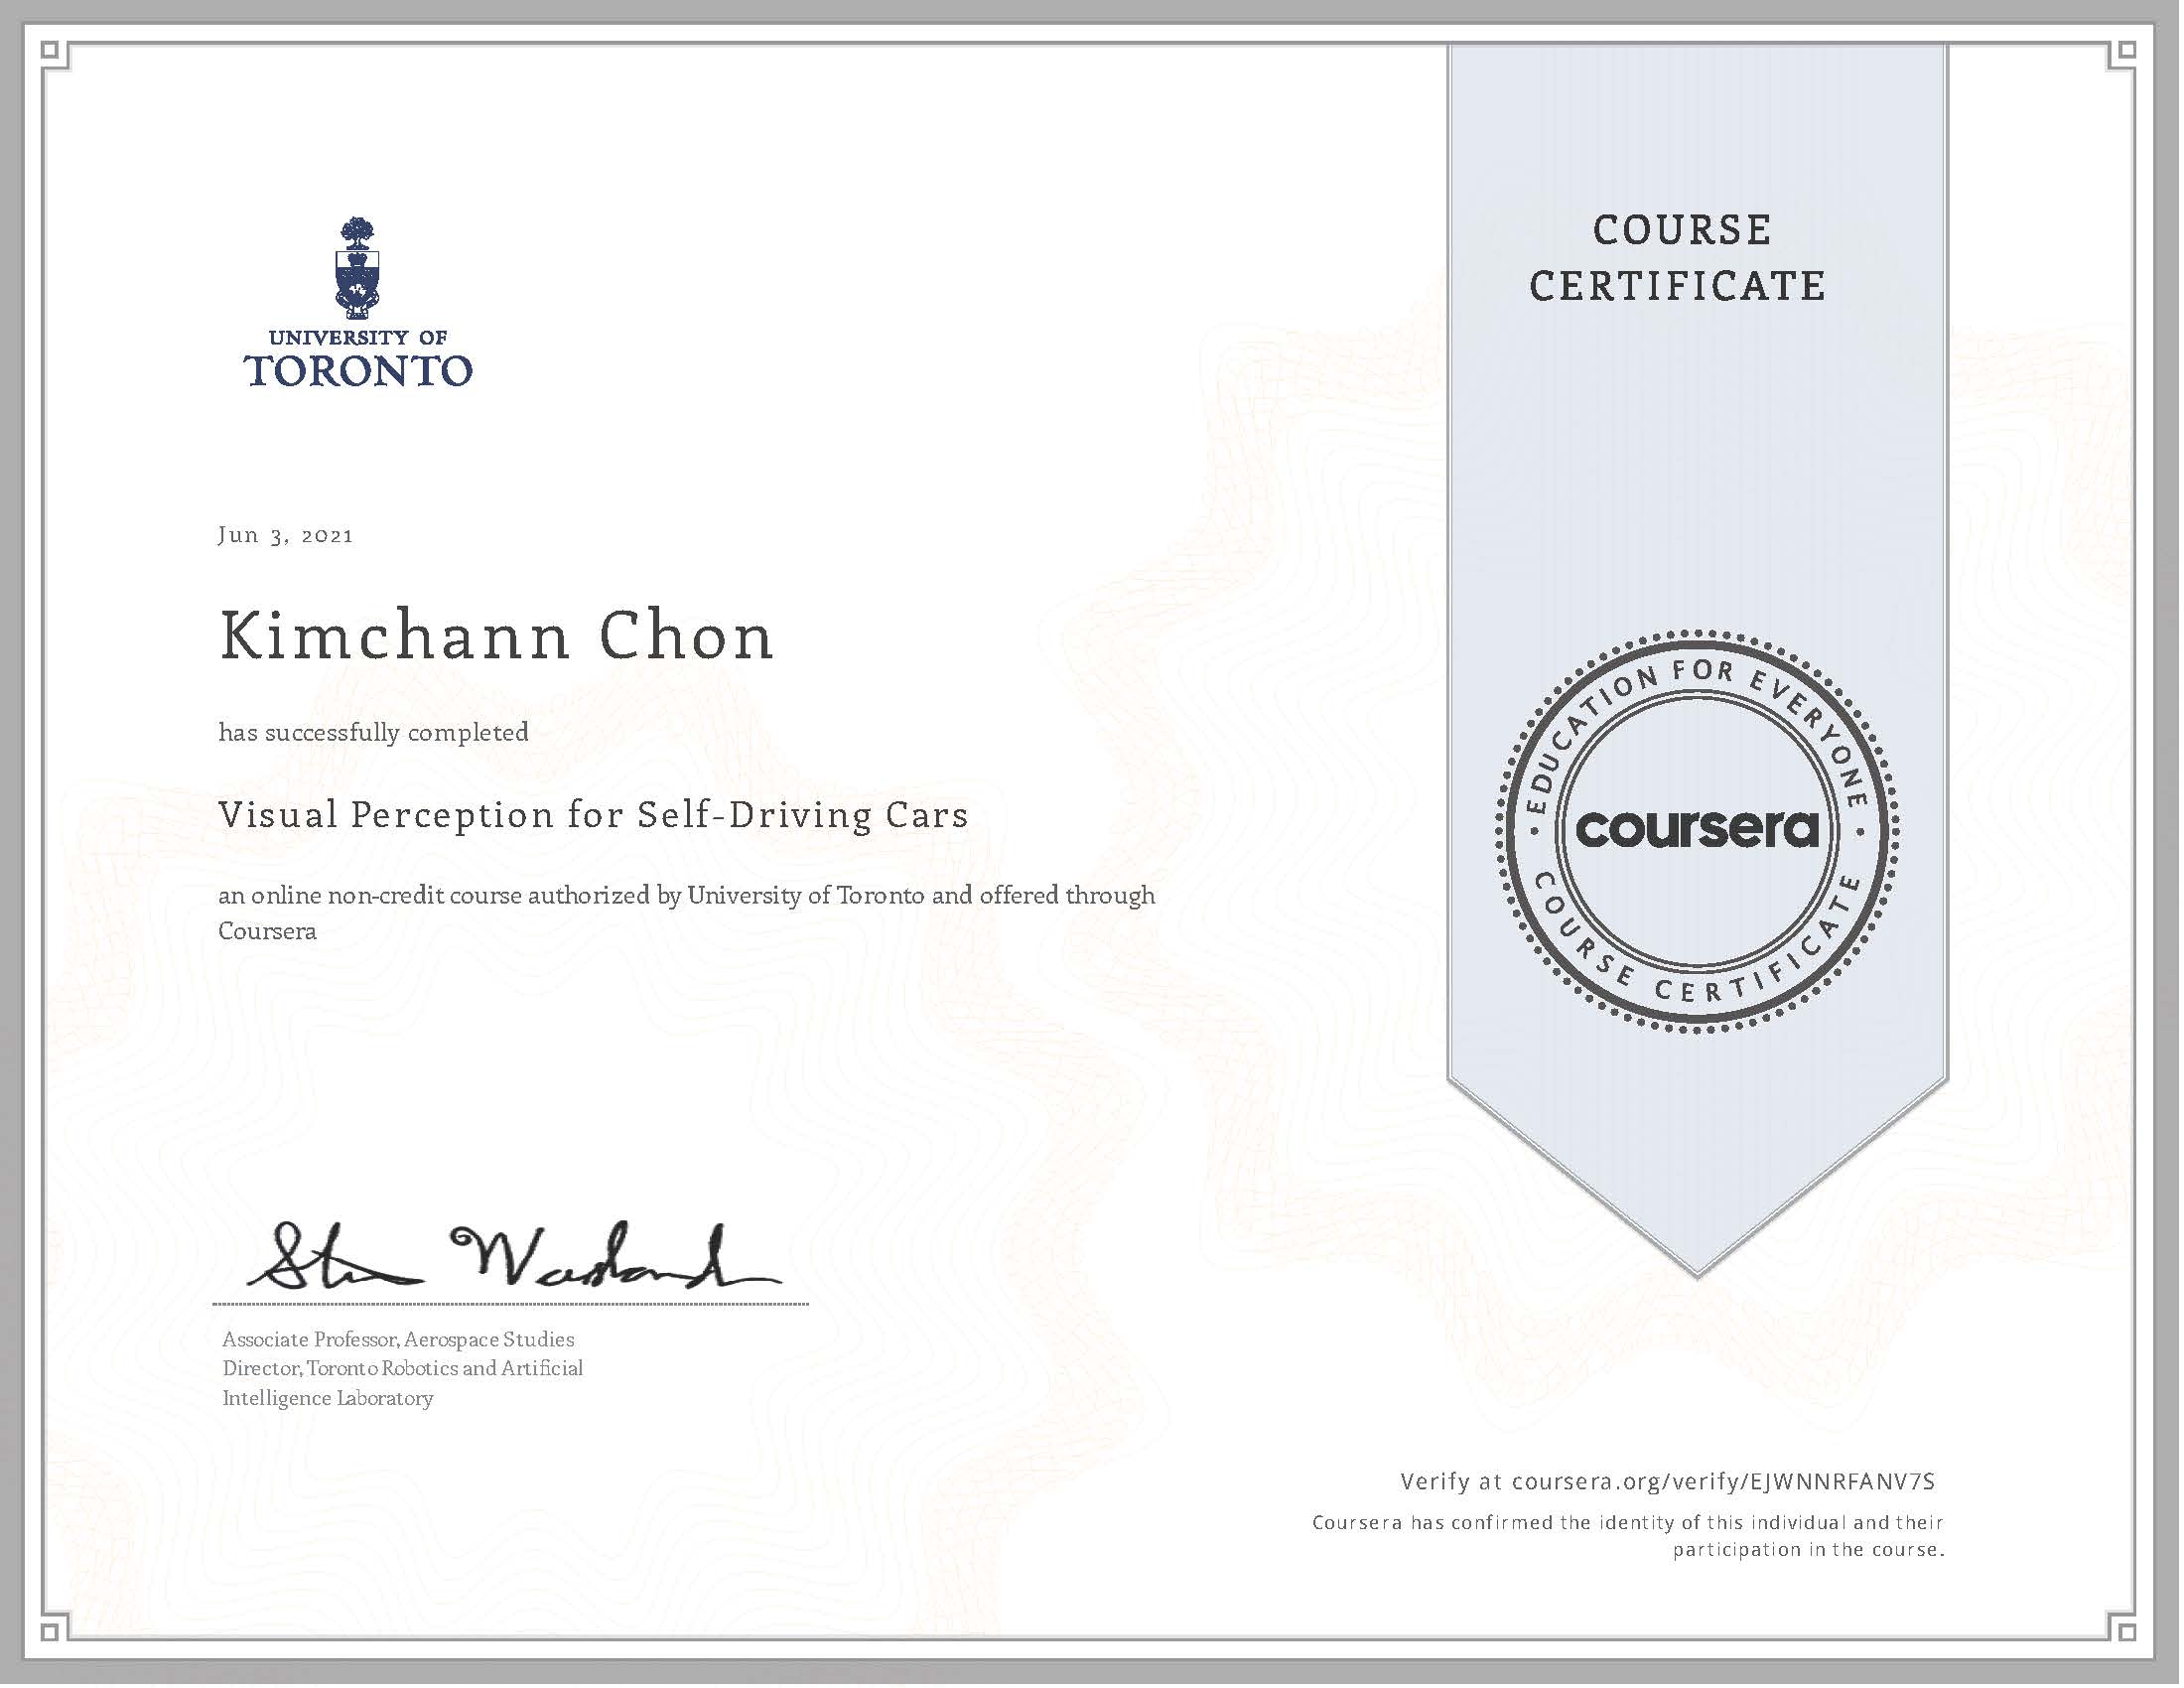 UNIVERSITY OF
TORONTO
COURSE
CERTIFICATE
Jun 3, 2021
Kimchann Chon
has successfully completed
Visual Perception for Self-Driving Cars
an online non-credit course authorized by University of Toronto and offered through
Coursera
EDUCATION FOR EVERYONE
coursera
COURSE CERTIFICATE
Associate Professor, Aerospace Studies
Director, Toronto Robotics and Artificial
Intelligence Laboratory
Verify at coursera.org/verify/EJWNNRFANV7S
Coursera has confirmed the identity of this individual and their
participation in the course.